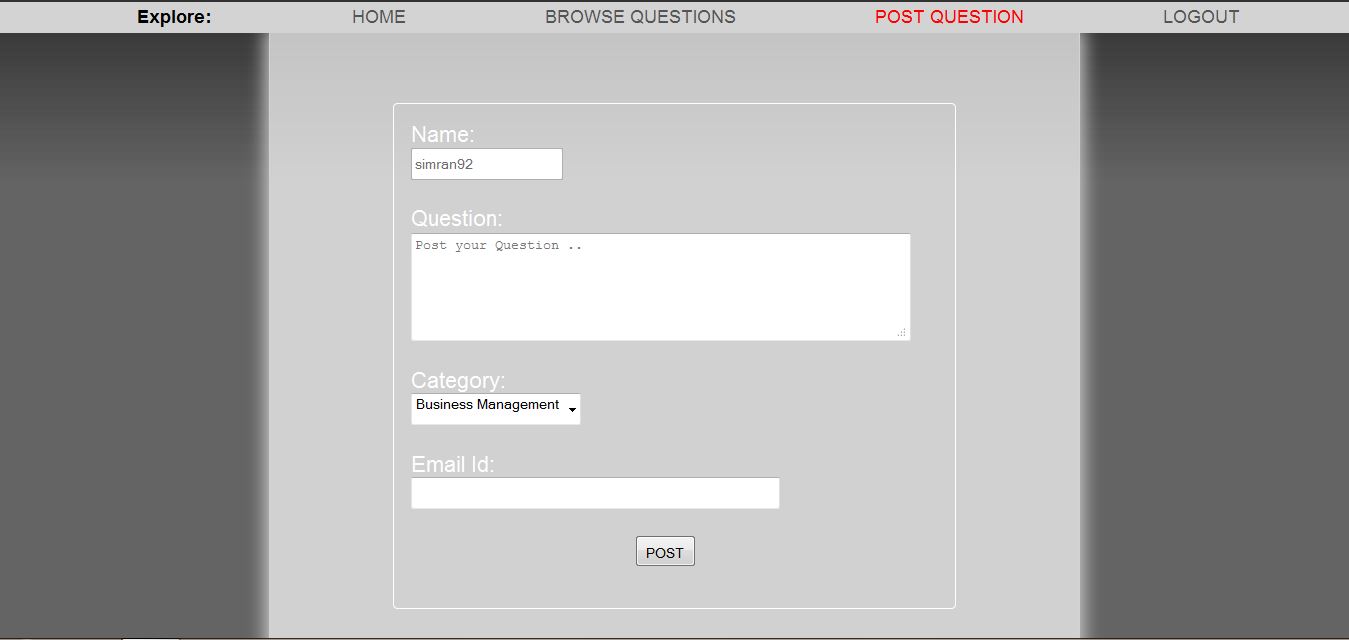 Explore: HOME BROWSE QUESTIONS POST QUESTION LOGOUT
Name:
simran92
Question:
Post your Question ..
Category:
Business Management
Email Id:
POST